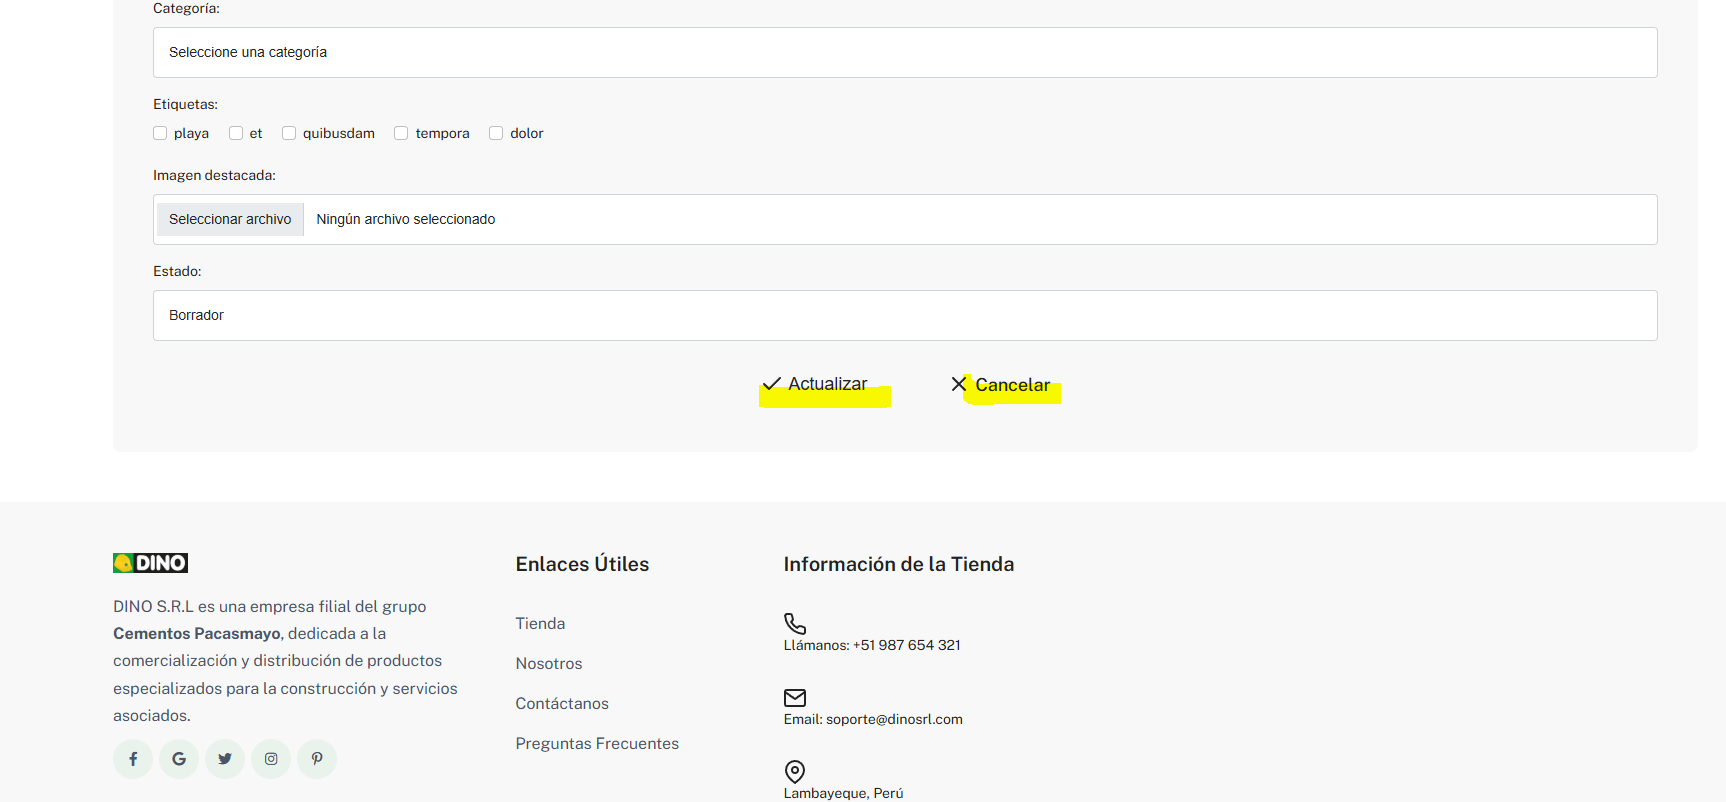 Categoría:
Seleccione una categoría
Etiquetas:
playa et quibusdam tempora dolor
Imagen destacada:
Seleccionar archivo Ningún archivo seleccionado
Estado:
Borrador
Actualizar Cancelar
DINO
DINO S.R.L es una empresa filial del grupo
Cementos Pacasmayo, dedicada a la
comercialización y distribución de productos
especializados para la construcción y servicios
asociados.
Enlaces Útiles
Tienda
Nosotros
Contáctanos
Preguntas Frecuentes
Información de la Tienda
Llámanos: +51 987 654 321
Email: soporte@dinosrl.com
Lambayeque, Perú